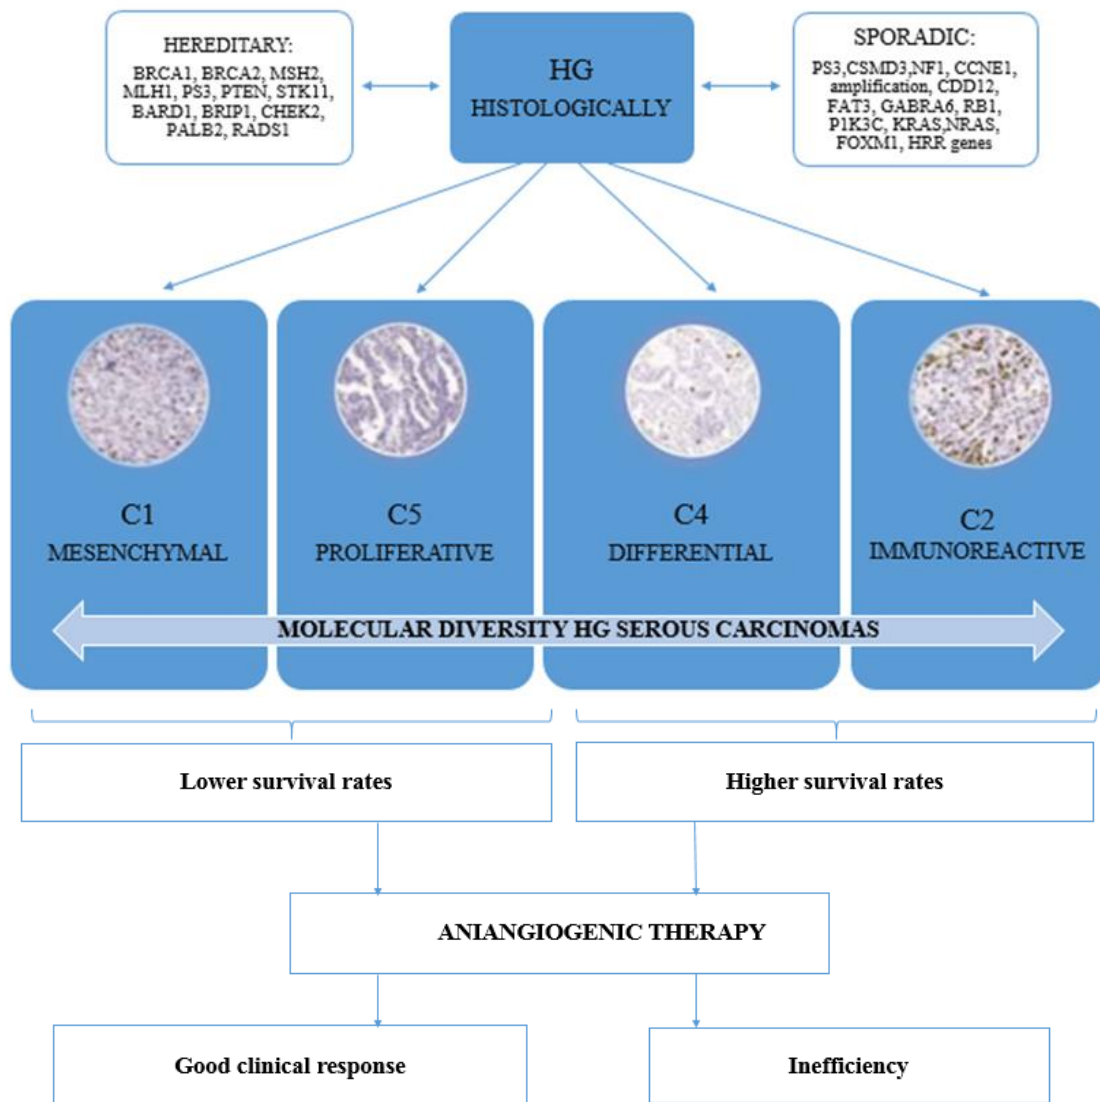 HEREDITARY:
BRCA1, BRCA2, MSH2,
MLH1, PS3, PTEN, STK11,
BARD1, BRIP1, CHEK2,
PALB2, RADS1
HG
HISTOLOGICALLY
SPORADIC:
PS3,CSMD3,NF1, CCNE1,
amplification, CDD12,
FAT3, GABRA6, RB1,
P1K3C, KRAS,NRAS,
FOXM1, HRR genes
C1
MESENCHYMAL
C5
PROLIFERATIVE
C4
DIFFERENTIAL
C2
IMMUNOREACTIVE
MOLECULAR DIVERSITY HG SEROUS CARCINOMAS
Lower survival rates
Higher survival rates
ANIANGIOGENIC THERAPY
Good clinical response
Inefficiency